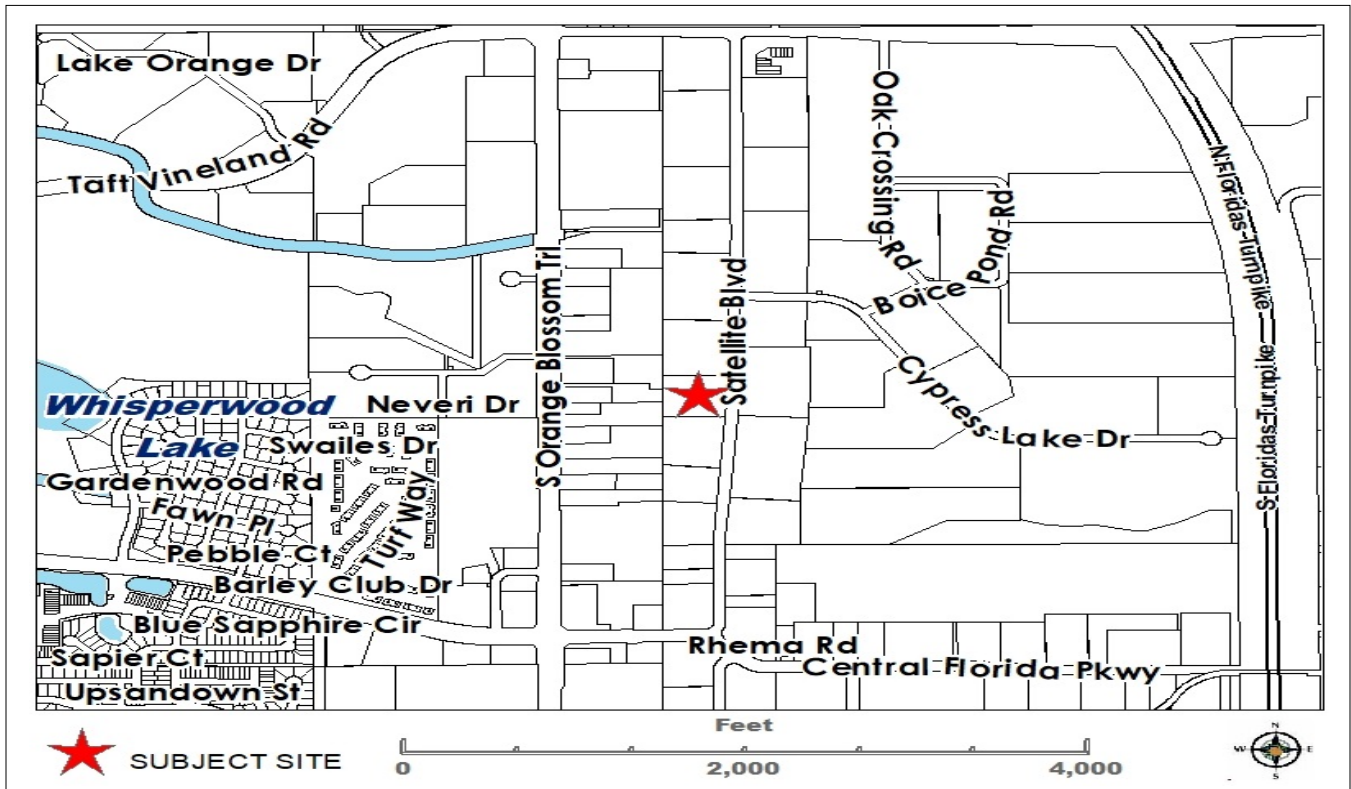 Lake Orange Dr
Taft Vineland Rd
Oak Crossing Rd
N Floridas Turnpike
Boice Pond Rd
S Orange Blossom Trl
Satellite Blvd
Cypress Lake Dr
S Floridas Turnpike
Whisperwood
Lake
Neveri Dr
Swailes Dr
Gardenwood Rd
Fawn Pl
Turf Way
Pebble Ct
Barley Club Dr
Blue Sapphire Cir
Sapier Ct
Upsandown St
Rhema Rd
Central Florida Pkwy
SUBJECT SITE
Feet
0 2,000 4,000
N
W E
S